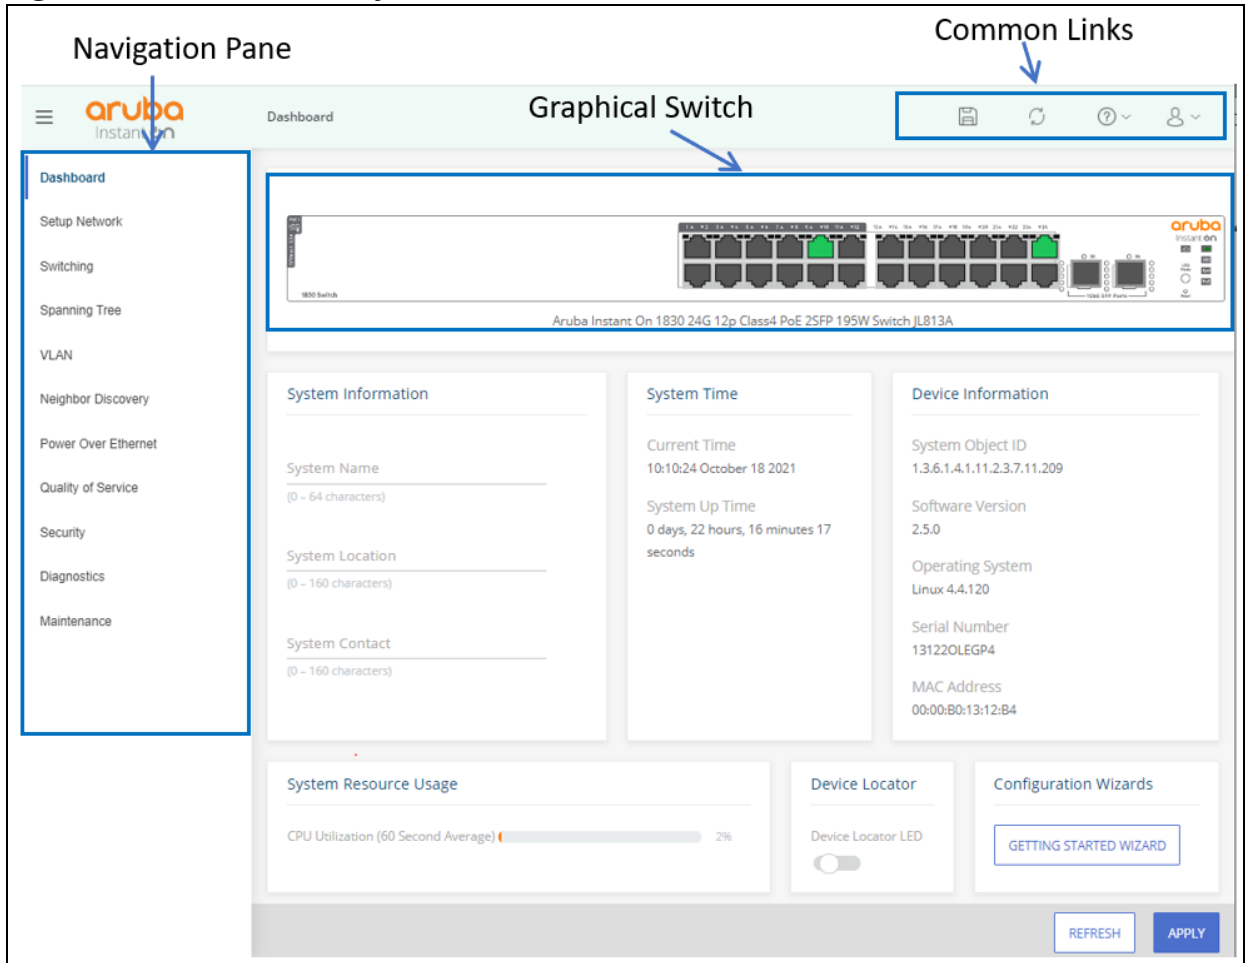 Navigation Pane
Common Links
Graphical Switch
aruba
Instant on
Dashboard
Dashboard
Setup Network
Switching
Spanning Tree
VLAN
Neighbor Discovery
Power Over Ethernet
Quality of Service
Security
Diagnostics
Maintenance
aruba
Instant on
1830 Switch
Aruba Instant On 1830 24G 12p Class4 PoE 2SFP 195W Switch JL813A
System Information
System Name
(0 – 64 characters)
System Location
(0 – 160 characters)
System Contact
(0 – 160 characters)
System Time
Current Time
10:10:24 October 18 2021
System Up Time
0 days, 22 hours, 16 minutes 17
seconds
Device Information
System Object ID
1.3.6.1.4.1.11.2.3.7.11.209
Software Version
2.5.0
Operating System
Linux 4.4.120
Serial Number
13122OLEGP4
MAC Address
00:00:B0:13:12:B4
System Resource Usage
CPU Utilization (60 Second Average)
2%
Device Locator
Device Locator LED
Configuration Wizards
GETTING STARTED WIZARD
REFRESH
APPLY